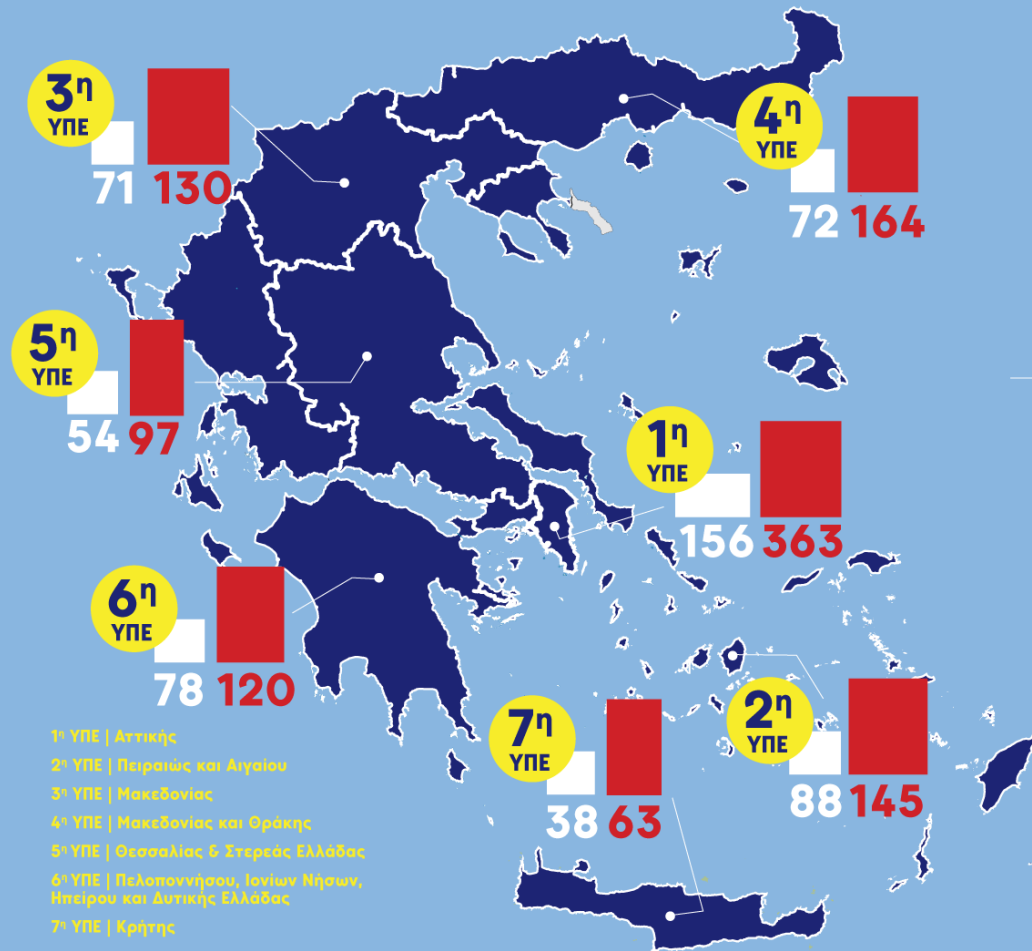 3η
ΥΠΕ
71 130
4η
ΥΠΕ
72 164
5η
ΥΠΕ
54 97
1η
ΥΠΕ
156 363
6η
ΥΠΕ
78 120
7η
ΥΠΕ
38 63
2η
ΥΠΕ
88 145
1η ΥΠΕ | Αττικής
2η ΥΠΕ | Πειραιώς και Αιγαίου
3η ΥΠΕ | Μακεδονίας
4η ΥΠΕ | Μακεδονίας και Θράκης
5η ΥΠΕ | Θεσσαλίας & Στερεάς Ελλάδας
6η ΥΠΕ | Πελοποννήσου, Ιονίων Νήσων,
Ηπείρου και Δυτικής Ελλάδας
7η ΥΠΕ | Κρήτης